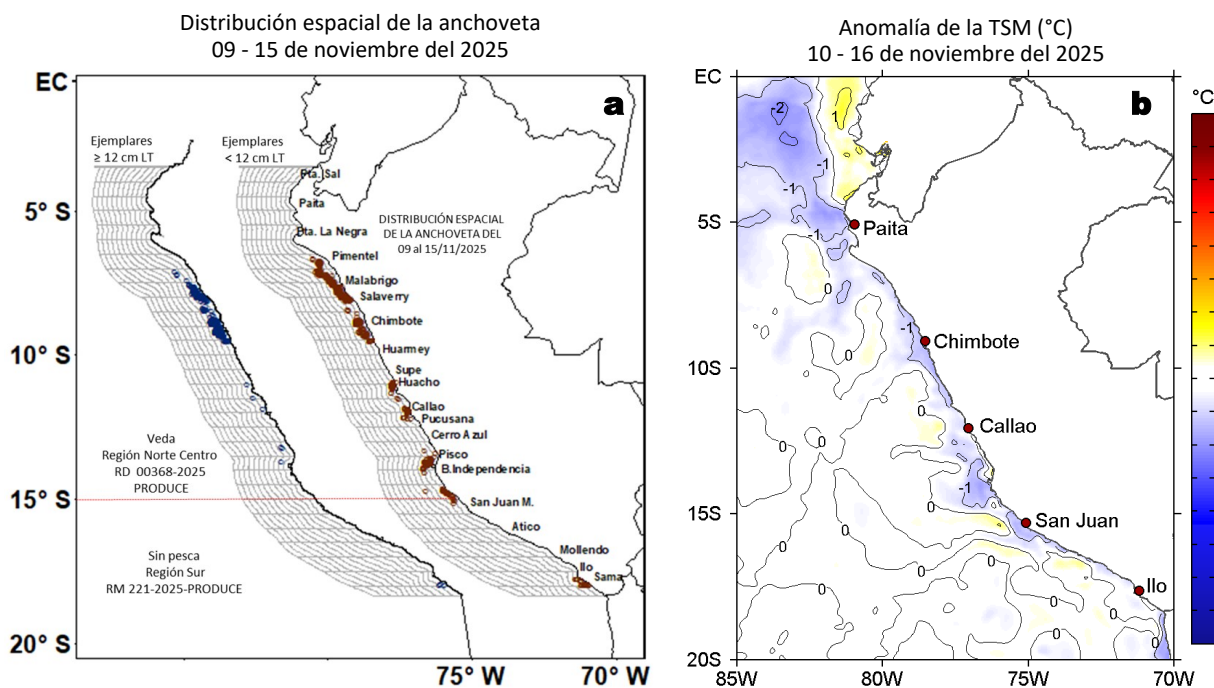 Distribución espacial de la anchoveta
09 - 15 de noviembre del 2025
EC
5° S
10° S
15° S
20° S
75° W
70° W
a
Ejemplares
≥ 12 cm LT
Ejemplares
< 12 cm LT
DISTRIBUCIÓN ESPACIAL
DE LA ANCHOVETA DEL
09 al 15/11/2025
Pta. Sal
Paita
Pta. La Negra
Pimentel
Malabrigo
Salaverry
Chimbote
Huarmey
Supe
Huacho
Callao
Pucusana
Cerro Azul
Pisco
B.Independencia
San Juan M.
Atico
Mollendo
Ilo
Sama
Veda
Región Norte Centro
RD 00368-2025
PRODUCE
Sin pesca
Región Sur
RM 221-2025-PRODUCE
Anomalía de la TSM (°C)
10 - 16 de noviembre del 2025
EC
5S
10S
15S
20S
85W
80W
75W
70W
b
°C
-2
1
-1
-1
-1
Paita
0
-1
Chimbote
0
0
0
0
0
Callao
-1
0
San Juan
0
0
0
0
0
0
0
0
0
0
Ilo